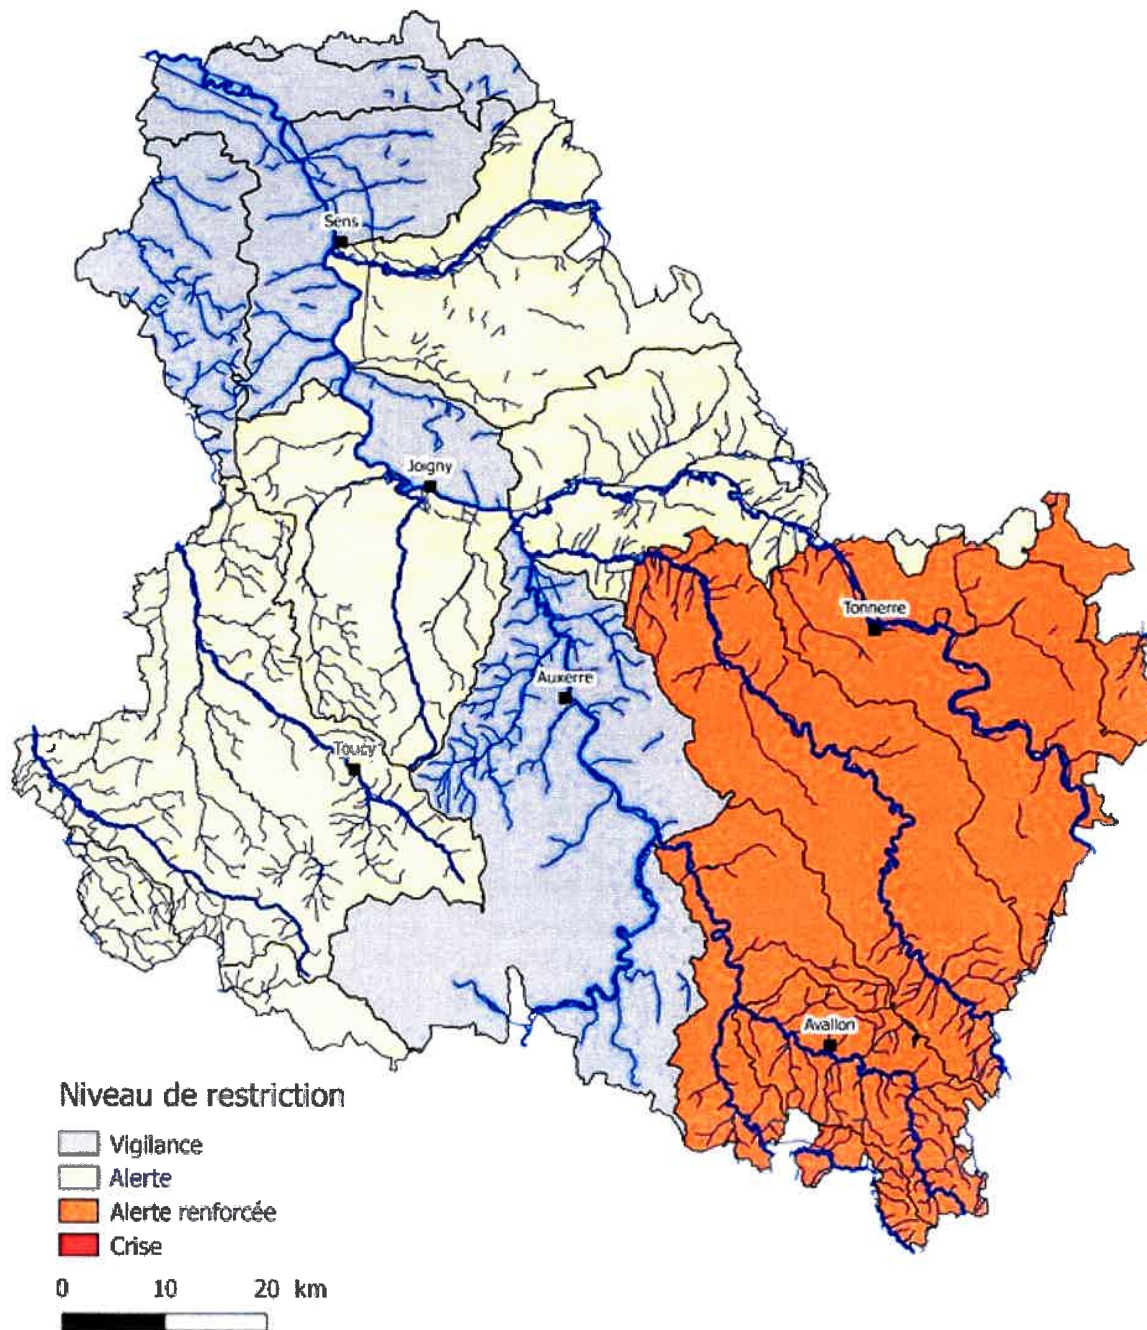 Sens
Joigny
Tonnerre
Auxerre
Toucy
Avallon
Niveau de restriction
Vigilance
Alerte
Alerte renforcée
Crise
0 10 20 km